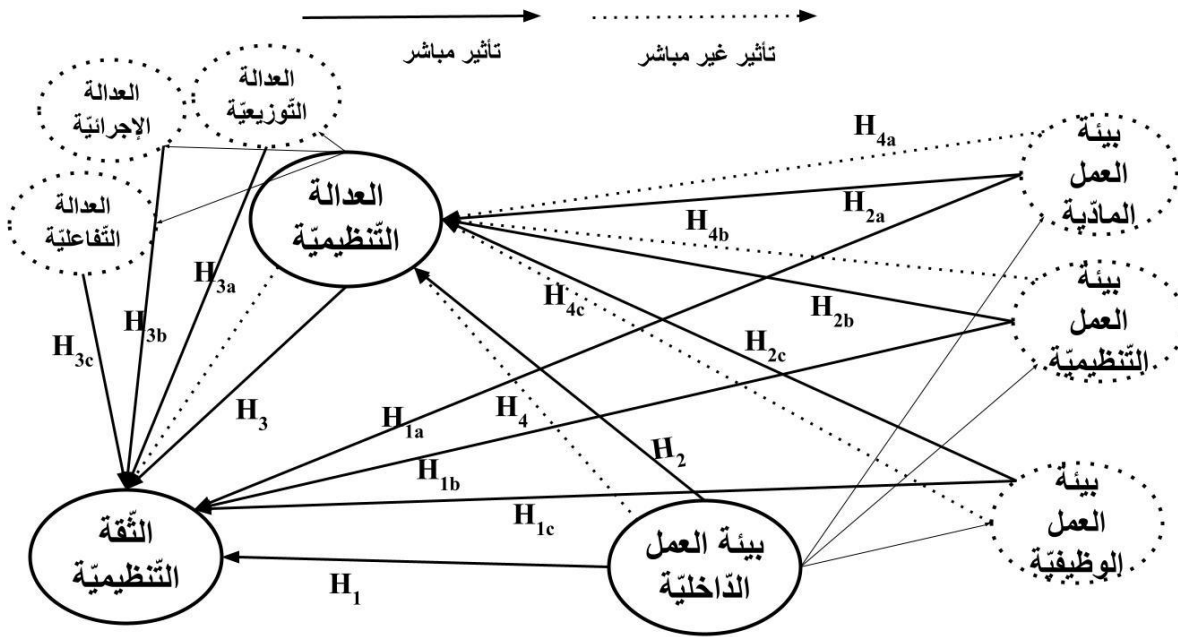 تأثير مباشر
تأثير غير مباشر
العدالة
الإجرائيّة
العدالة
التّوزيعيّة
العدالة
التّفاعليّة
العدالة
التّنظيميّة
بيئة
العمل
المادّية
بيئة
العمل
التّنظيميّة
بيئة
العمل
الوظيفيّة
الثّقة
التّنظيميّة
بيئة العمل
الدّاخليّة
H4a
H2a
H4b
H2b
H4c
H2c
H3a
H3b
H3c
H3
H1a
H4
H2
H1b
H1c
H1